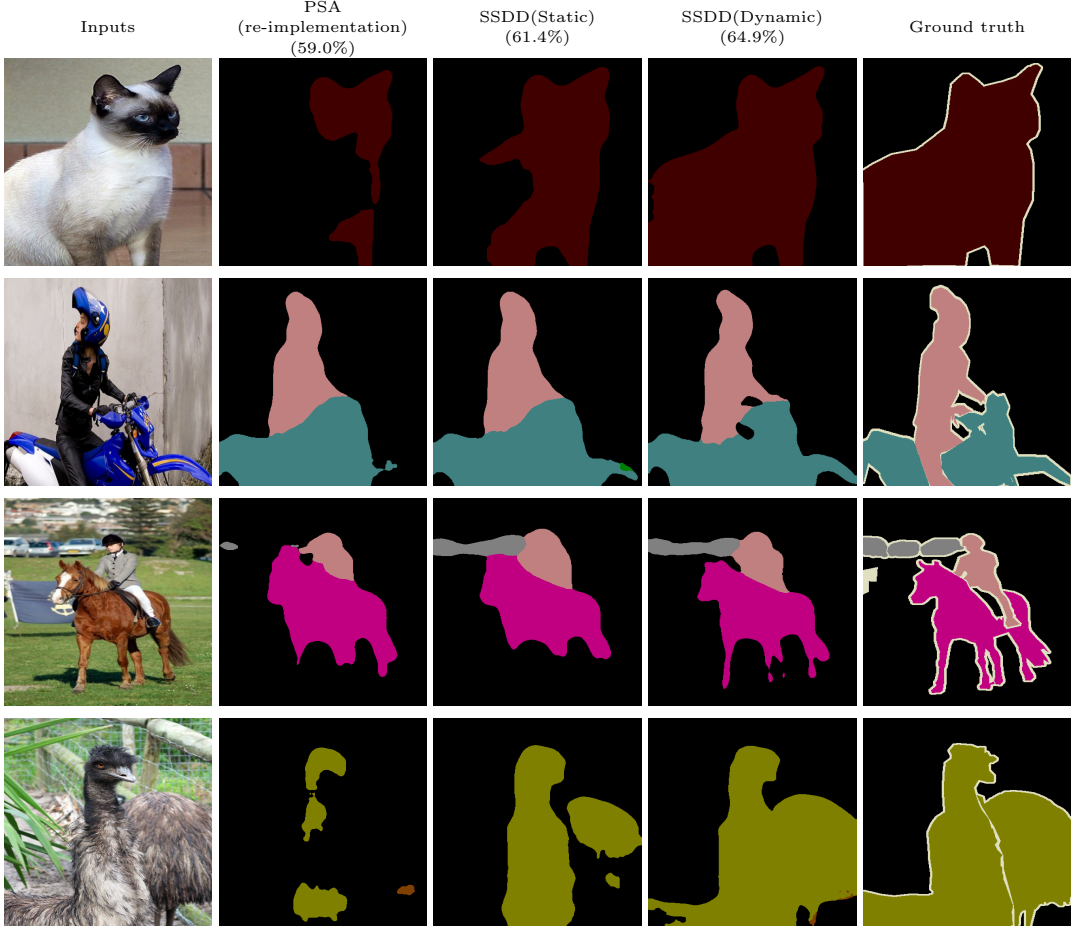 Inputs
PSA
(re-implementation)
(59.0%)
SSDD(Static)
(61.4%)
SSDD(Dynamic)
(64.9%)
Ground truth